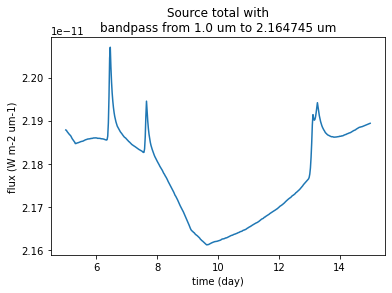 Source total with
bandpass from 1.0 um to 2.164745 um
1e−11
flux (W m-2 um-1)
2.20
2.19
2.18
2.17
2.16
6 8 10 12 14
time (day)